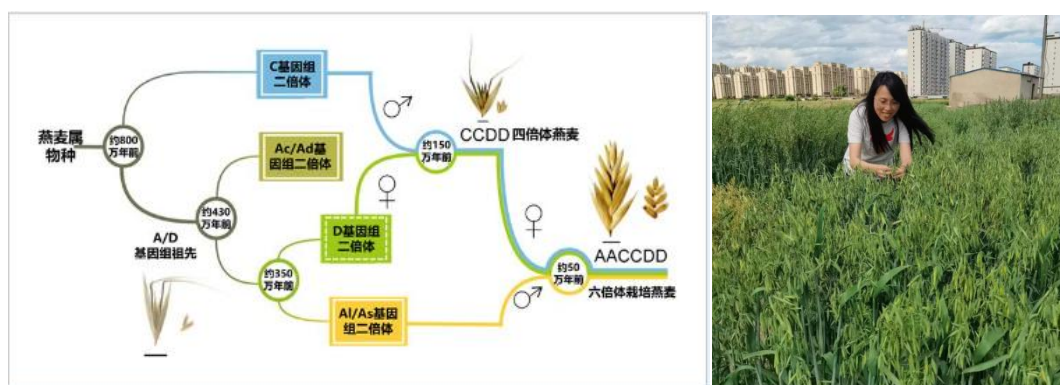 C基因组
二倍体
燕麦属
物种
约800
万年前
Ac/Ad基
因组二倍体
约150
万年前
CCDD 四倍体燕麦
约430
万年前
A/D
基因组祖先
D基因组
二倍体
约350
万年前
Al/As基因
组二倍体
AACCDD
约50
万年前
六倍体栽培燕麦